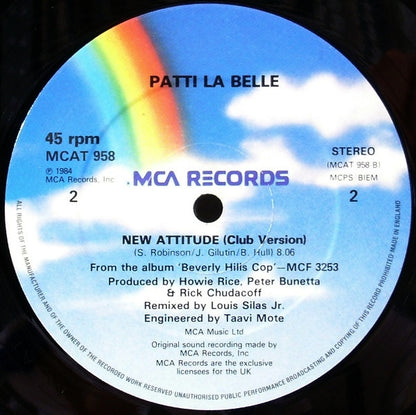 PATTI LA BELLE
45 rpm
MCAT 958
STEREO
(MCAT 958 B)
℗ 1984
MCA Records, Inc
MCPS BIEM
2
.MCA RECORDS
2
NEW ATTITUDE (Club Version)
(S. Robinson/J. Gilutin/B. Hull) 8.06
From the album 'Beverly Hilis Cop'—MCF 3253
Produced by Howie Rice, Peter Bunetta
& Rick Chudacoff
Remixed by Louis Silas Jr.
Engineered by Taavi Mote
MCA Music Ltd
Original sound recording made by
MCA Records, Inc
MCA Records are the exclusive
licensees for the UK
ALL RIGHTS OF THE MANUFACTURER AND OF THE OWNER OF THE RECORDED WORK RESERVED UNAUTHORISED PUBLIC PERFORMANCE BROADCASTING AND COPYING OF THIS RECORD PROHIBITED MADE IN ENGLAND